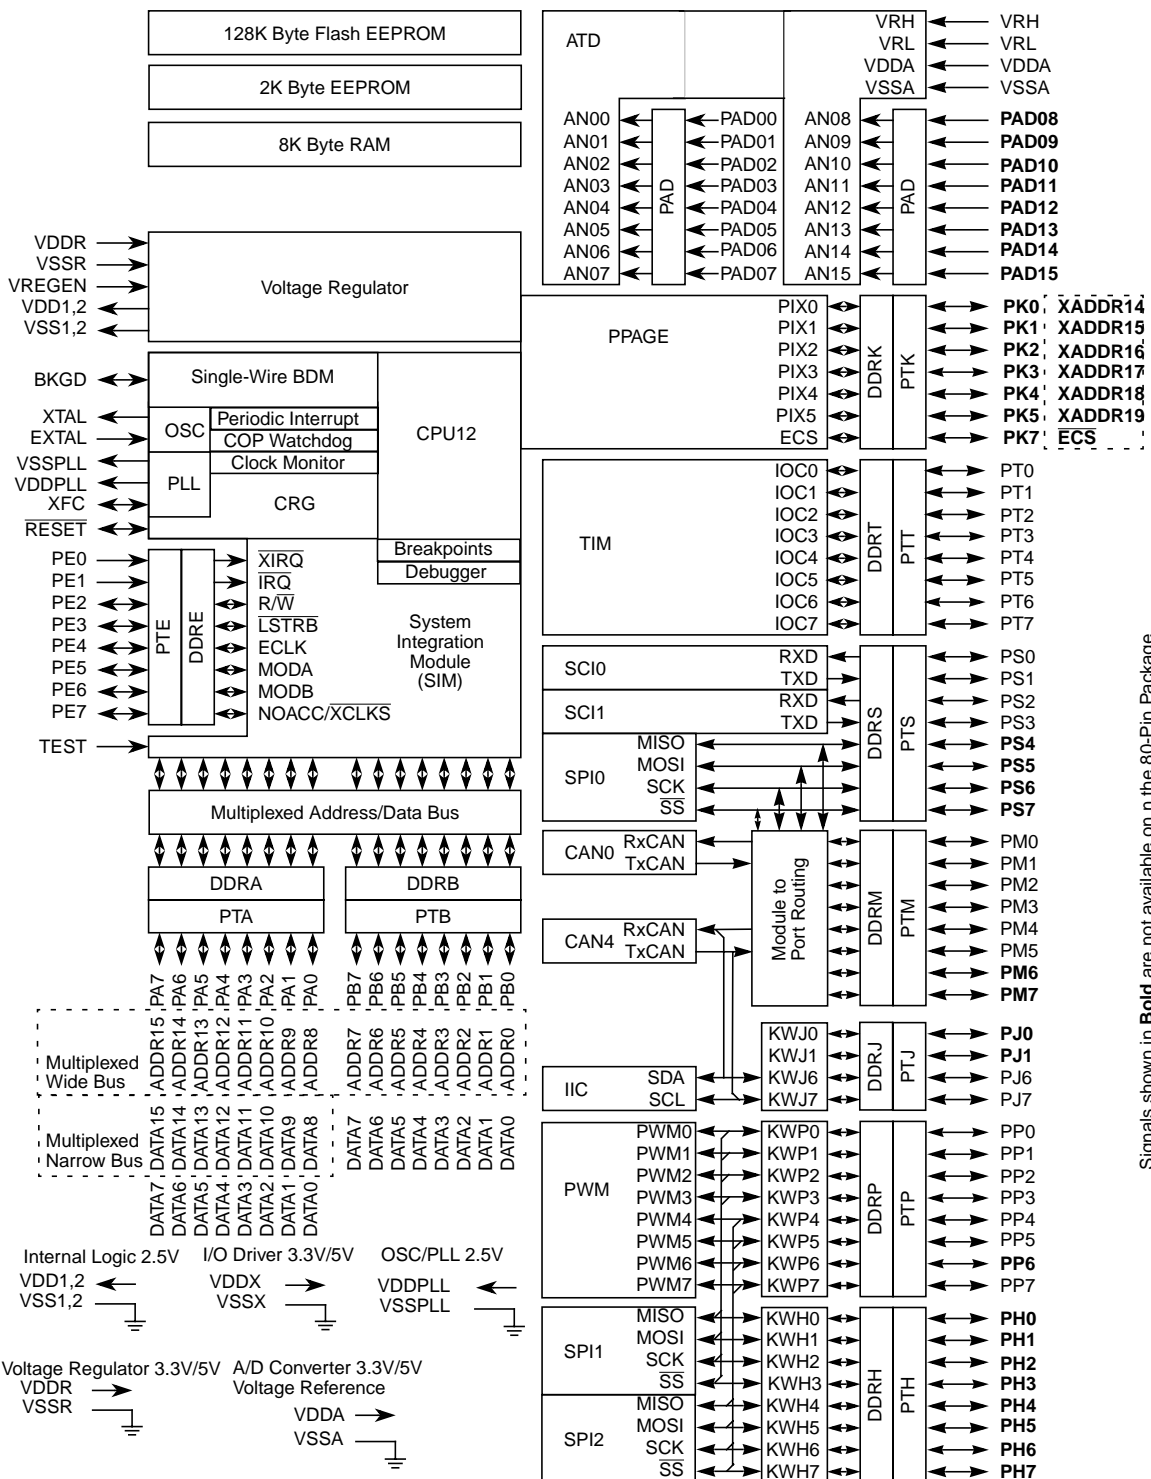 128K Byte Flash EEPROM
2K Byte EEPROM
8K Byte RAM
VDDR
VSSR
VREGEN
VDD1,2
VSS1,2
Voltage Regulator
BKGD
XTAL
EXTAL
VSSPLL
VDDPLL
XFC
RESET
Single-Wire BDM
OSC
PLL
Periodic Interrupt
COP Watchdog
Clock Monitor
CRG
CPU12
Breakpoints
Debugger
PE0
PE1
PE2
PE3
PE4
PE5
PE6
PE7
TEST
PTE
DDRE
XIRQ
IRQ
R/W
LSTRB
ECLK
MODA
MODB
NOACC/XCLKS
System
Integration
Module
(SIM)
Multiplexed Address/Data Bus
DDRA
PTA
DDRB
PTB
PA7
PA6
PA5
PA4
PA3
PA2
PA1
PA0
PB7
PB6
PB5
PB4
PB3
PB2
PB1
PB0
Multiplexed
Wide Bus
ADDR15
ADDR14
ADDR13
ADDR12
ADDR11
ADDR10
ADDR9
ADDR8
ADDR7
ADDR6
ADDR5
ADDR4
ADDR3
ADDR2
ADDR1
ADDR0
DATA15
DATA14
DATA13
DATA12
DATA11
DATA10
DATA9
DATA8
DATA7
DATA6
DATA5
DATA4
DATA3
DATA2
DATA1
DATA0
Multiplexed
Narrow Bus
DATA7
DATA6
DATA5
DATA4
DATA3
DATA2
DATA1
DATA0
Internal Logic 2.5V
VDD1,2
VSS1,2
I/O Driver 3.3V/5V
VDDX
VSSX
OSC/PLL 2.5V
VDDPLL
VSSPLL
Voltage Regulator 3.3V/5V
VDDR
VSSR
A/D Converter 3.3V/5V
Voltage Reference
VDDA
VSSA
ATD
VRH
VRL
VDDA
VSSA
VRH
VRL
VDDA
VSSA
AN00
AN01
AN02
AN03
AN04
AN05
AN06
AN07
PAD
PAD00
PAD01
PAD02
PAD03
PAD04
PAD05
PAD06
PAD07
AN08
AN09
AN10
AN11
AN12
AN13
AN14
AN15
PAD
PAD08
PAD09
PAD10
PAD11
PAD12
PAD13
PAD14
PAD15
PPAGE
PIX0
PIX1
PIX2
PIX3
PIX4
PIX5
ECS
DDRK
PTK
PK0 XADDR14
PK1 XADDR15
PK2 XADDR16
PK3 XADDR17
PK4 XADDR18
PK5 XADDR19
PK7 ECS
TIM
IOC0
IOC1
IOC2
IOC3
IOC4
IOC5
IOC6
IOC7
DDRT
PTT
PT0
PT1
PT2
PT3
PT4
PT5
PT6
PT7
SCI0
RXD
TXD
SCI1
RXD
TXD
SPI0
MISO
MOSI
SCK
SS
DDRS
PTS
PS0
PS1
PS2
PS3
PS4
PS5
PS6
PS7
CAN0
RxCAN
TxCAN
CAN4
RxCAN
TxCAN
Module to
Port Routing
DDRM
PTM
PM0
PM1
PM2
PM3
PM4
PM5
PM6
PM7
IIC
SDA
SCL
KWJ0
KWJ1
KWJ6
KWJ7
DDRJ
PTJ
PJ0
PJ1
PJ6
PJ7
PWM
PWM0
PWM1
PWM2
PWM3
PWM4
PWM5
PWM6
PWM7
KWP0
KWP1
KWP2
KWP3
KWP4
KWP5
KWP6
KWP7
DDRP
PTP
PP0
PP1
PP2
PP3
PP4
PP5
PP6
PP7
SPI1
MISO
MOSI
SCK
SS
SPI2
MISO
MOSI
SCK
SS
KWH0
KWH1
KWH2
KWH3
KWH4
KWH5
KWH6
KWH7
DDRH
PTH
PH0
PH1
PH2
PH3
PH4
PH5
PH6
PH7
Signals shown in Bold are not available on n the 80-Pin Package